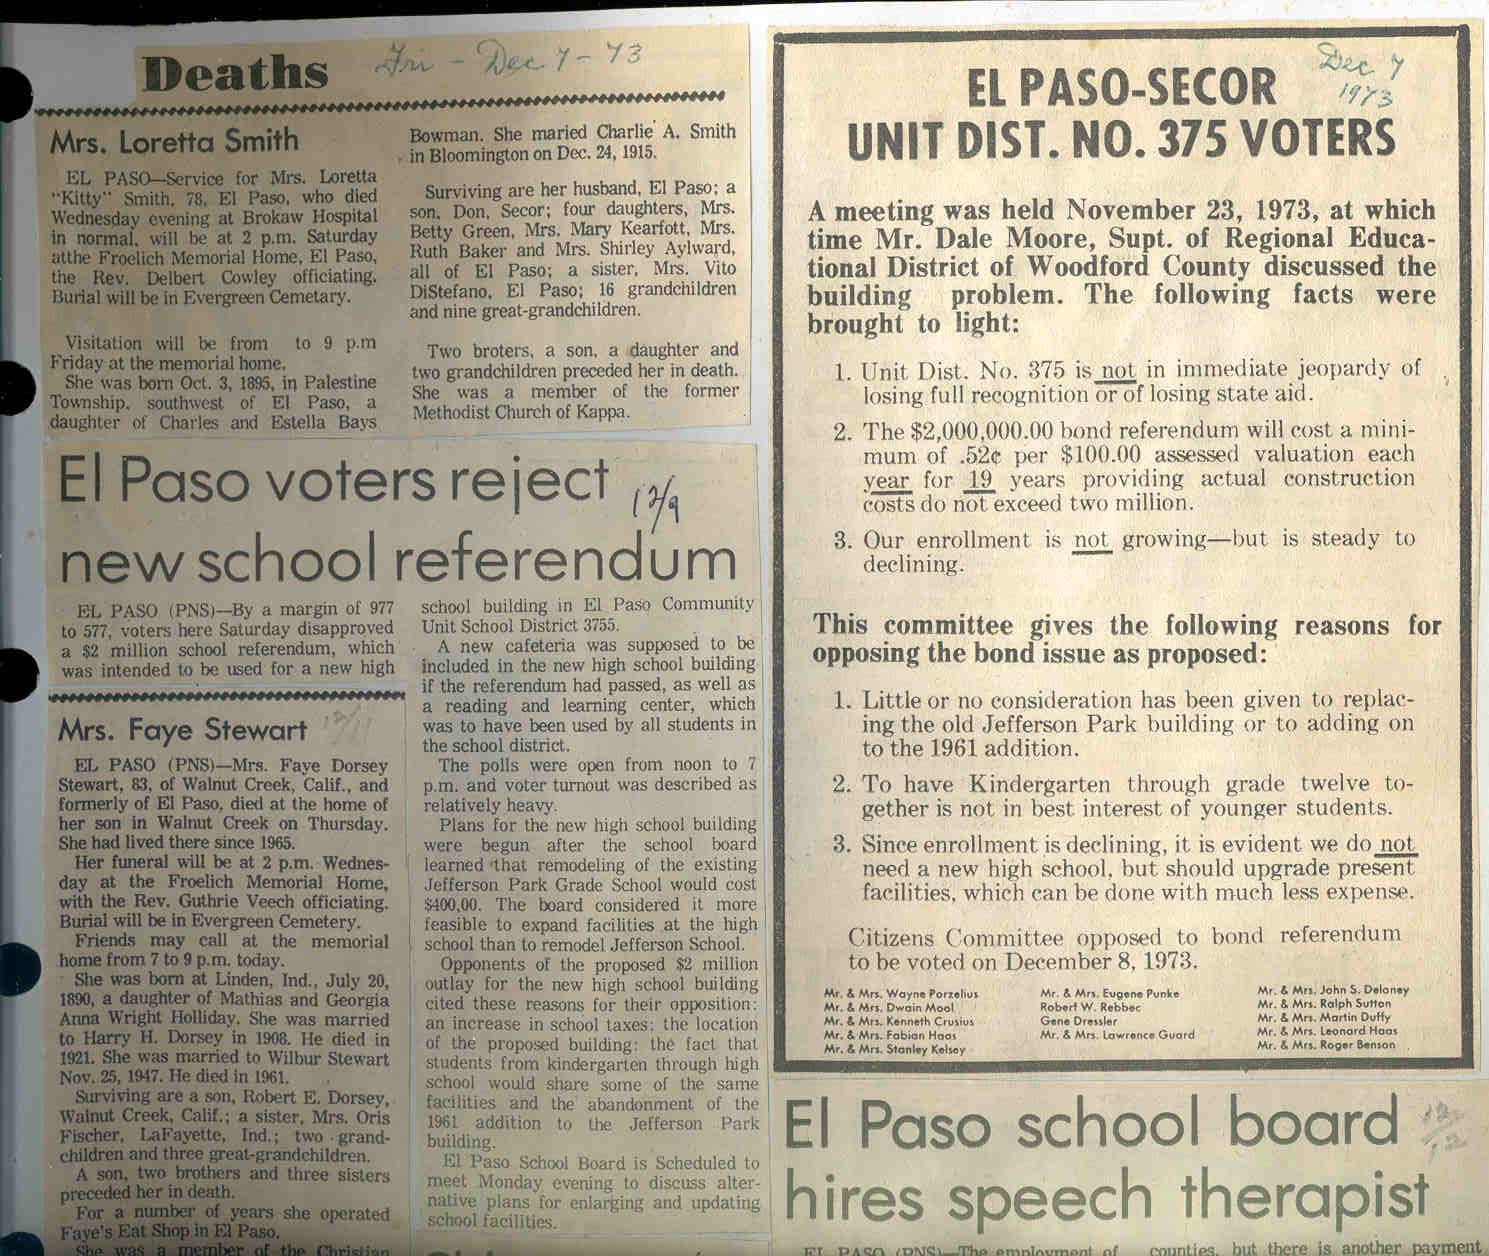 Deaths
Fri - Dec 7 - 73
Mrs. Loretta Smith
EL PASO—Service for Mrs. Loretta
"Kitty" Smith, 78, El Paso, who died
Wednesday evening at Brokaw Hospital
in normal, will be at 2 p.m. Saturday
atthe Froelich Memorial Home, El Paso,
the Rev. Delbert Cowley officiating.
Burial will be in Evergreen Cemetary.
Visitation will be from to 9 p.m
Friday at the memorial home.
She was born Oct. 3, 1895, in Palestine
Township, southwest of El Paso, a
daughter of Charles and Estella Bays
Bowman. She maried Charlie A. Smith
in Bloomington on Dec. 24, 1915.
Surviving are her husband, El Paso; a
son, Don, Secor; four daughters, Mrs.
Betty Green, Mrs. Mary Kearfott, Mrs.
Ruth Baker and Mrs. Shirley Aylward,
all of El Paso; a sister, Mrs. Vito
DiStefano, El Paso; 16 grandchildren
and nine great-grandchildren.
Two broters, a son, a daughter and
two grandchildren preceded her in death.
She was a member of the former
Methodist Church of Kappa.
El Paso voters reject
12/9
new school referendum
EL PASO (PNS)—By a margin of 977
to 577, voters here Saturday disapproved
a $2 million school referendum, which
was intended to be used for a new high
school building in El Paso Community
Unit School District 3755.
A new cafeteria was supposed to be
included in the new high school building
if the referendum had passed, as well as
a reading and learning center, which
was to have been used by all students in
the school district.
The polls were open from noon to 7
p.m. and voter turnout was described as
relatively heavy.
Plans for the new high school building
were begun after the school board
learned that remodeling of the existing
Jefferson Park Grade School would cost
$400,00. The board considered it more
feasible to expand facilities at the high
school than to remodel Jefferson School.
Opponents of the proposed $2 million
outlay for the new high school building
cited these reasons for their opposition:
an increase in school taxes; the location
of the proposed building; the fact that
students from kindergarten through high
school would share some of the same
facilities and the abandonment of the
1961 addition to the Jefferson Park
building.
El Paso School Board is Scheduled to
meet Monday evening to discuss alter-
native plans for enlarging and updating
school facilities.
Mrs. Faye Stewart
12/11
EL PASO (PNS)—Mrs. Faye Dorsey
Stewart, 83, of Walnut Creek, Calif., and
formerly of El Paso, died at the home of
her son in Walnut Creek on Thursday.
She had lived there since 1965.
Her funeral will be at 2 p.m. Wednes-
day at the Froelich Memorial Home,
with the Rev. Guthrie Veech officiating.
Burial will be in Evergreen Cemetery.
Friends may call at the memorial
home from 7 to 9 p.m. today.
She was born at Linden, Ind., July 20,
1890, a daughter of Mathias and Georgia
Anna Wright Holliday. She was married
to Harry H. Dorsey in 1908. He died in
1921. She was married to Wilbur Stewart
Nov. 25, 1947. He died in 1961.
Surviving are a son, Robert E. Dorsey,
Walnut Creek, Calif.; a sister, Mrs. Oris
Fischer, LaFayette, Ind.; two grand-
children and three great-grandchildren.
A son, two brothers and three sisters
preceded her in death.
For a number of years she operated
Faye's Eat Shop in El Paso.
She was a member of the Christian
Dec 7
1973
EL PASO-SECOR
UNIT DIST. NO. 375 VOTERS
A meeting was held November 23, 1973, at which
time Mr. Dale Moore, Supt. of Regional Educa-
tional District of Woodford County discussed the
building problem. The following facts were
brought to light:
1. Unit Dist. No. 375 is not in immediate jeopardy of
losing full recognition or of losing state aid.
2. The $2,000,000.00 bond referendum will cost a mini-
mum of .52¢ per $100.00 assessed valuation each
year for 19 years providing actual construction
costs do not exceed two million.
3. Our enrollment is not growing—but is steady to
declining.
This committee gives the following reasons for
opposing the bond issue as proposed:
1. Little or no consideration has been given to replac-
ing the old Jefferson Park building or to adding on
to the 1961 addition.
2. To have Kindergarten through grade twelve to-
gether is not in best interest of younger students.
3. Since enrollment is declining, it is evident we do not
need a new high school, but should upgrade present
facilities, which can be done with much less expense.
Citizens Committee opposed to bond referendum
to be voted on December 8, 1973.
Mr. & Mrs. Wayne Porzelius
Mr. & Mrs. Dwain Mool
Mr. & Mrs. Kenneth Crusius
Mr. & Mrs. Fabian Haas
Mr. & Mrs. Stanley Kelsey
Mr. & Mrs. Eugene Punke
Robert W. Rebbec
Gene Dressler
Mr. & Mrs. Lawrence Guard
Mr. & Mrs. John S. Delaney
Mr. & Mrs. Ralph Sutton
Mr. & Mrs. Martin Duffy
Mr. & Mrs. Leonard Haas
Mr. & Mrs. Roger Benson
El Paso school board
12/12
hires speech therapist
EL PASO (PNS)—The employment of
counties, but there is another payment